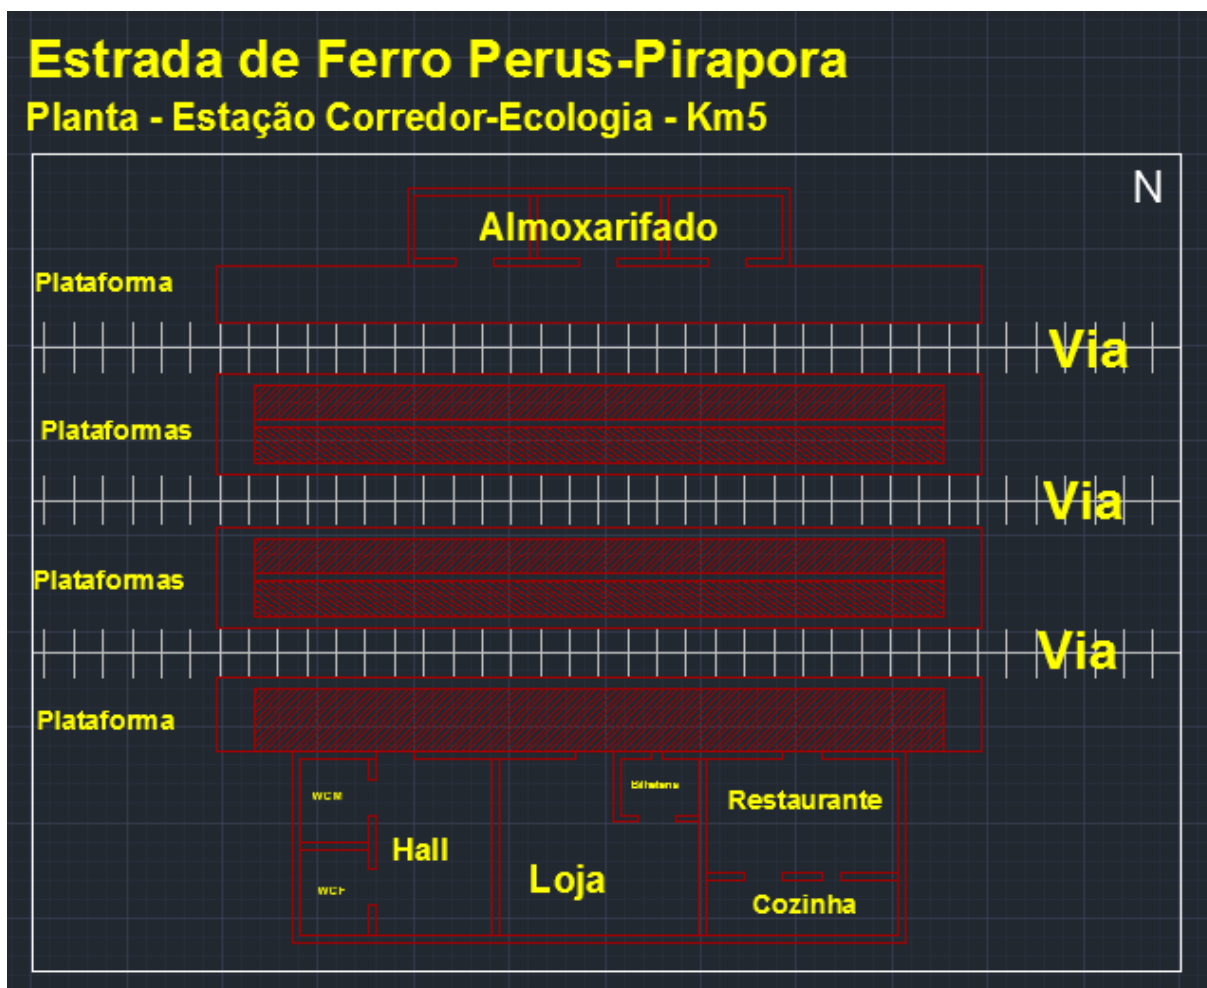 Estrada de Ferro Perus-Pirapora
Planta - Estação Corredor-Ecologia - Km5
N
Almoxarifado
Plataforma
Via
Plataformas
Via
Plataformas
Via
Plataforma
WCM
Bilheteria
Restaurante
Hall
Loja
WCF
Cozinha